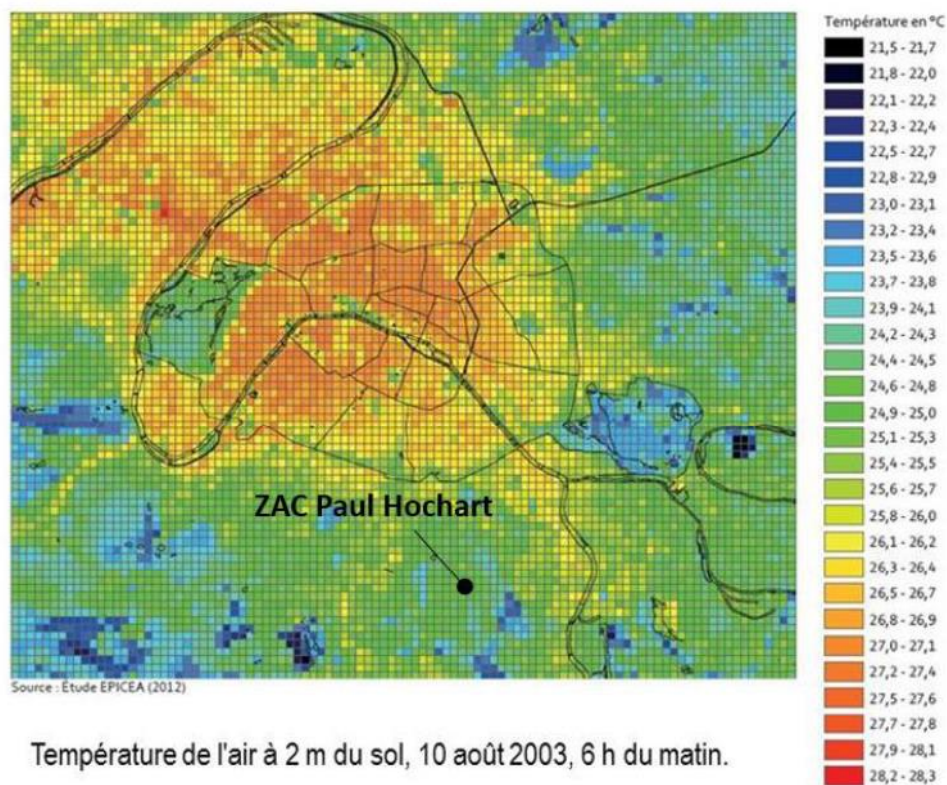 Température en °C
21,5 - 21,7
21,8 - 22,0
22,1 - 22,2
22,3 - 22,4
22,5 - 22,7
22,8 - 22,9
23,0 - 23,1
23,2 - 23,4
23,5 - 23,6
23,7 - 23,8
23,9 - 24,1
24,2 - 24,3
24,4 - 24,5
24,6 - 24,8
24,9 - 25,0
25,1 - 25,3
25,4 - 25,5
25,6 - 25,7
25,8 - 26,0
26,1 - 26,2
26,3 - 26,4
26,5 - 26,7
26,8 - 26,9
27,0 - 27,1
27,2 - 27,4
27,5 - 27,6
27,7 - 27,8
27,9 - 28,1
28,2 - 28,3
ZAC Paul Hochart
Source : Étude EPICEA (2012)
Température de l'air à 2 m du sol, 10 août 2003, 6 h du matin.